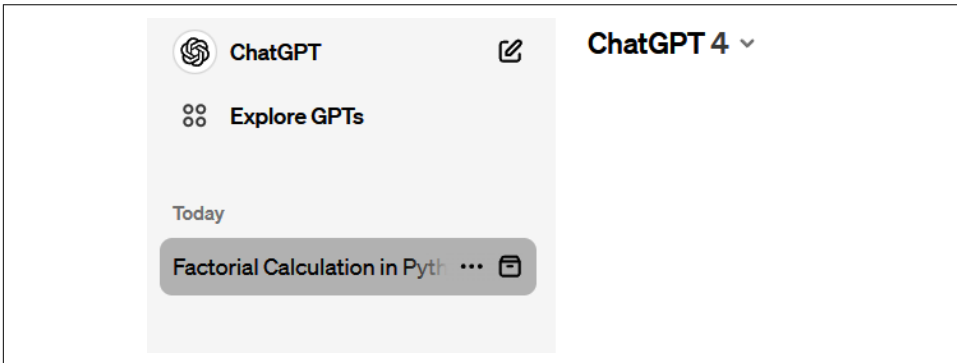 ChatGPT
ChatGPT 4
Explore GPTs
Today
Factorial Calculation in Pyth